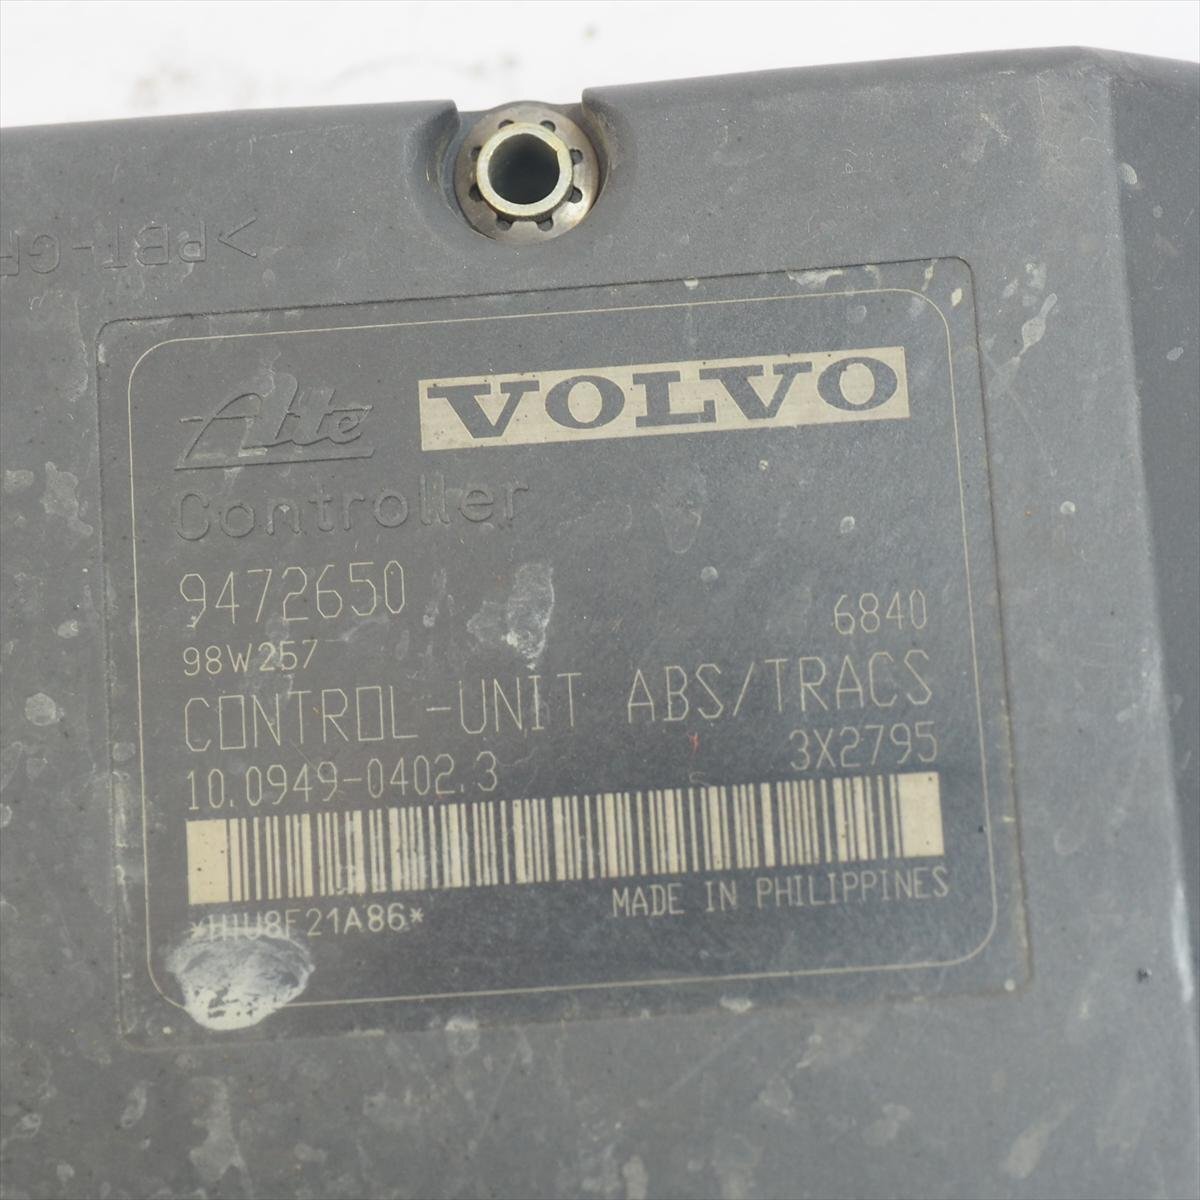 >PBT-GF
Ate VOLVO
Controller
9472650
98W257 6840
CONTROL-UNIT ABS/TRACS
10.0949-0402.3 3X2795
MADE IN PHILIPPINES